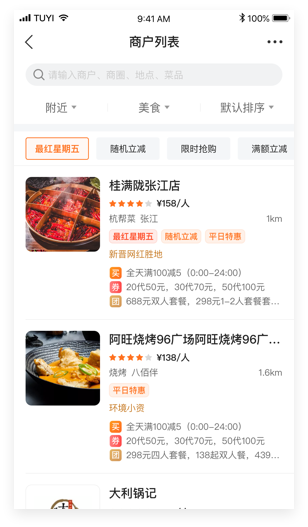 TUYI 9:41 AM 100%
商户列表
请输入商户、商圈、地点、菜品
附近 美食 默认排序
最红星期五 随机立减 限时抢购 满额立减
桂满陇张江店
¥158/人
杭帮菜 张江 1km
最红星期五 随机立减 平日特惠
新晋网红胜地
买 全天满100减5（0:00-24:00）
券 20代50元，30代70元，50代100元
团 688元双人套餐，298元1-2人套餐套...
阿旺烧烤96广场阿旺烧烤96广...
¥138/人
烧烤 八佰伴 1.6km
平日特惠
环境小资
买 全天满100减5（0:00-24:00）
券 20代50元，30代70元，50代100元
团 298元四人套餐，138起双人餐，439...
大利锅记